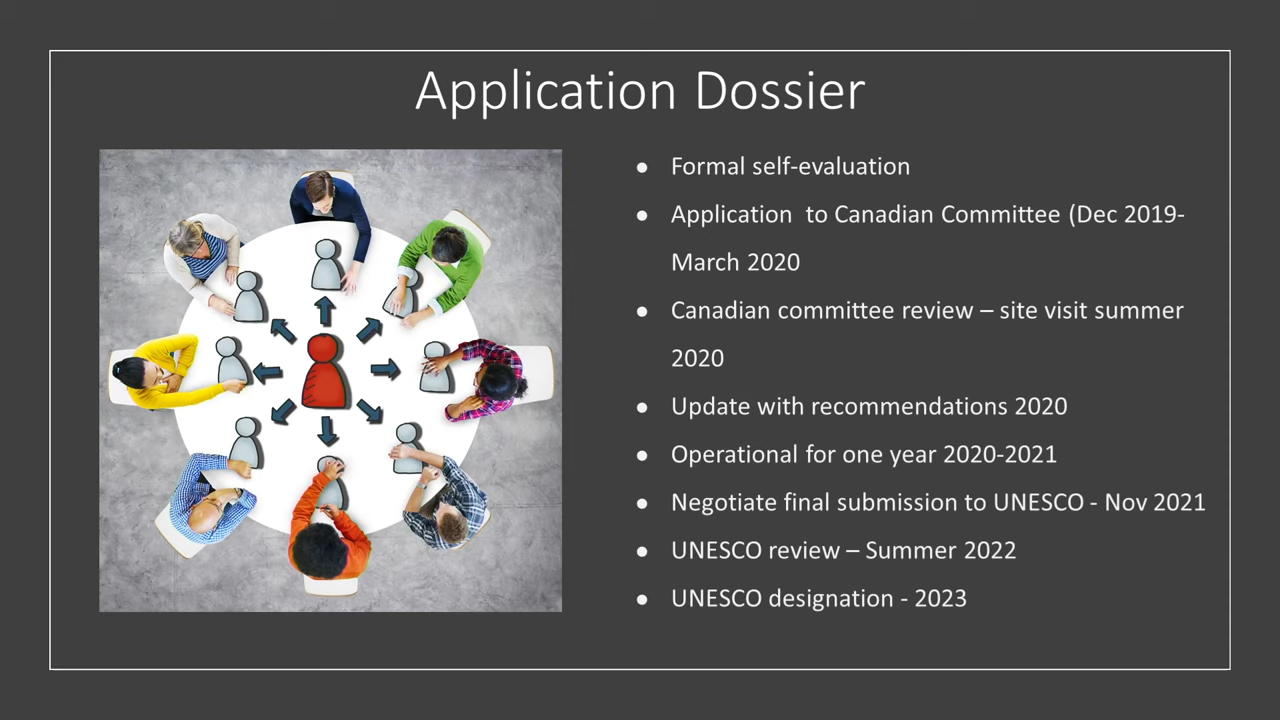 Application Dossier
● Formal self-evaluation
● Application  to Canadian Committee (Dec 2019-
March 2020
● Canadian committee review – site visit summer
2020
● Update with recommendations 2020
● Operational for one year 2020-2021
● Negotiate final submission to UNESCO - Nov 2021
● UNESCO review – Summer 2022
● UNESCO designation - 2023